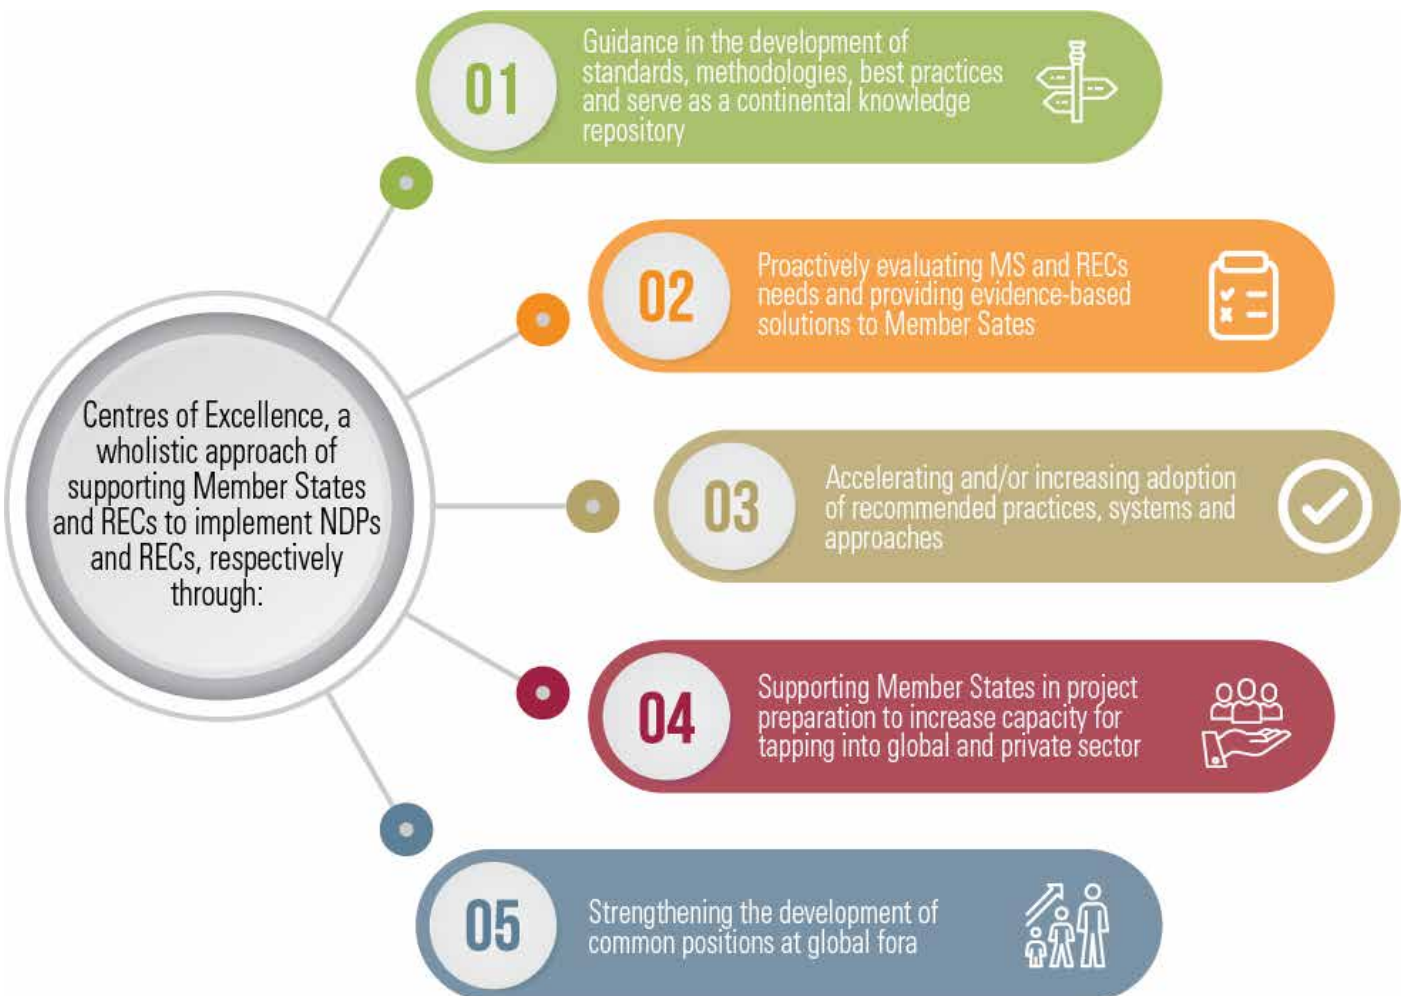 Centres of Excellence, a
wholistic approach of
supporting Member States
and RECs to implement NDPs
and RECs, respectively
through:
01
Guidance in the development of
standards, methodologies, best practices
and serve as a continental knowledge
repository
02
Proactively evaluating MS and RECs
needs and providing evidence-based
solutions to Member Sates
03
Accelerating and/or increasing adoption
of recommended practices, systems and
approaches
04
Supporting Member States in project
preparation to increase capacity for
tapping into global and private sector
05
Strengthening the development of
common positions at global fora